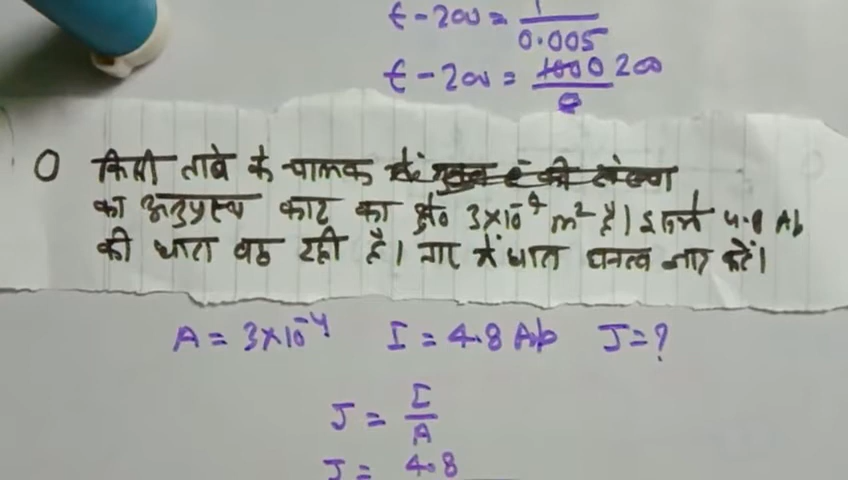 t - 200 = 1 / 0.005
t - 200 = 1000 200 / 0
किसी तांबे के चालक
का अनुप्रस्थ काट का क्षे० 3×10⁻⁴ m² है। इसमें 4.8 Ab
की धारा बह रही है। तार में धारा घनत्व ज्ञात करें।
A = 3×10⁻⁴ I = 4.8 Ab J = ?
J = I / A
J = 4.8